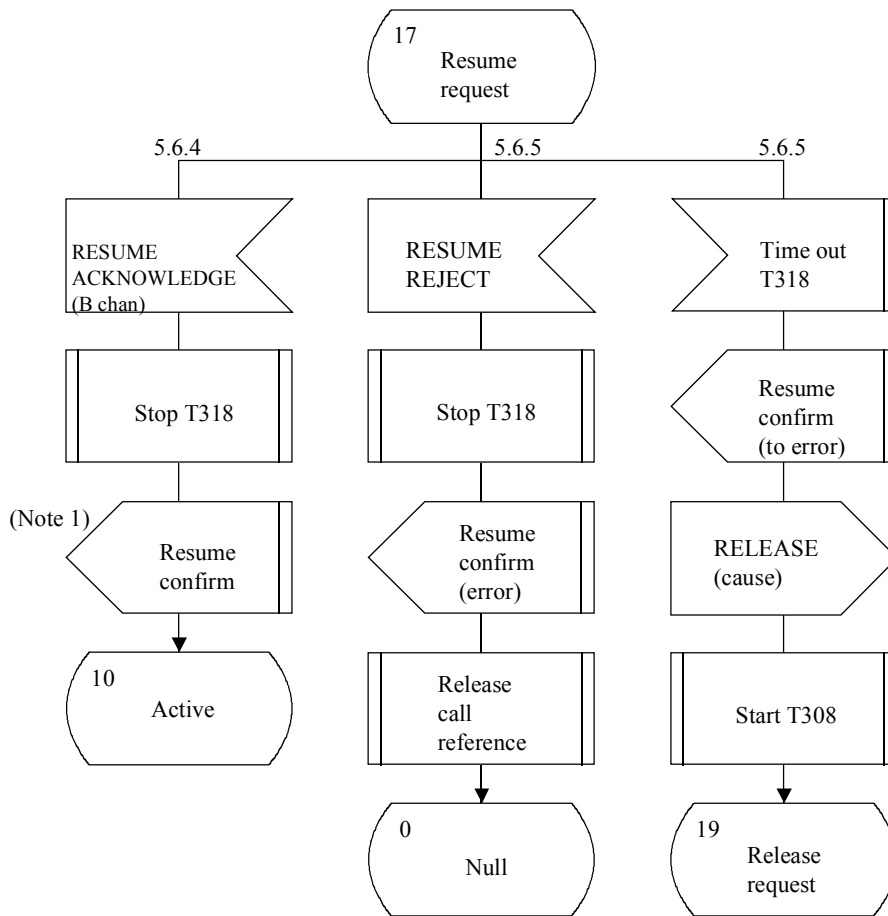 17
Resume
request
5.6.4
5.6.5
5.6.5
RESUME
ACKNOWLEDGE
(B chan)
RESUME
REJECT
Time out
T318
Stop T318
Stop T318
Resume
confirm
(to error)
(Note 1)
Resume
confirm
Resume
confirm
(error)
RELEASE
(cause)
10
Active
Release
call
reference
Start T308
0
Null
19
Release
request